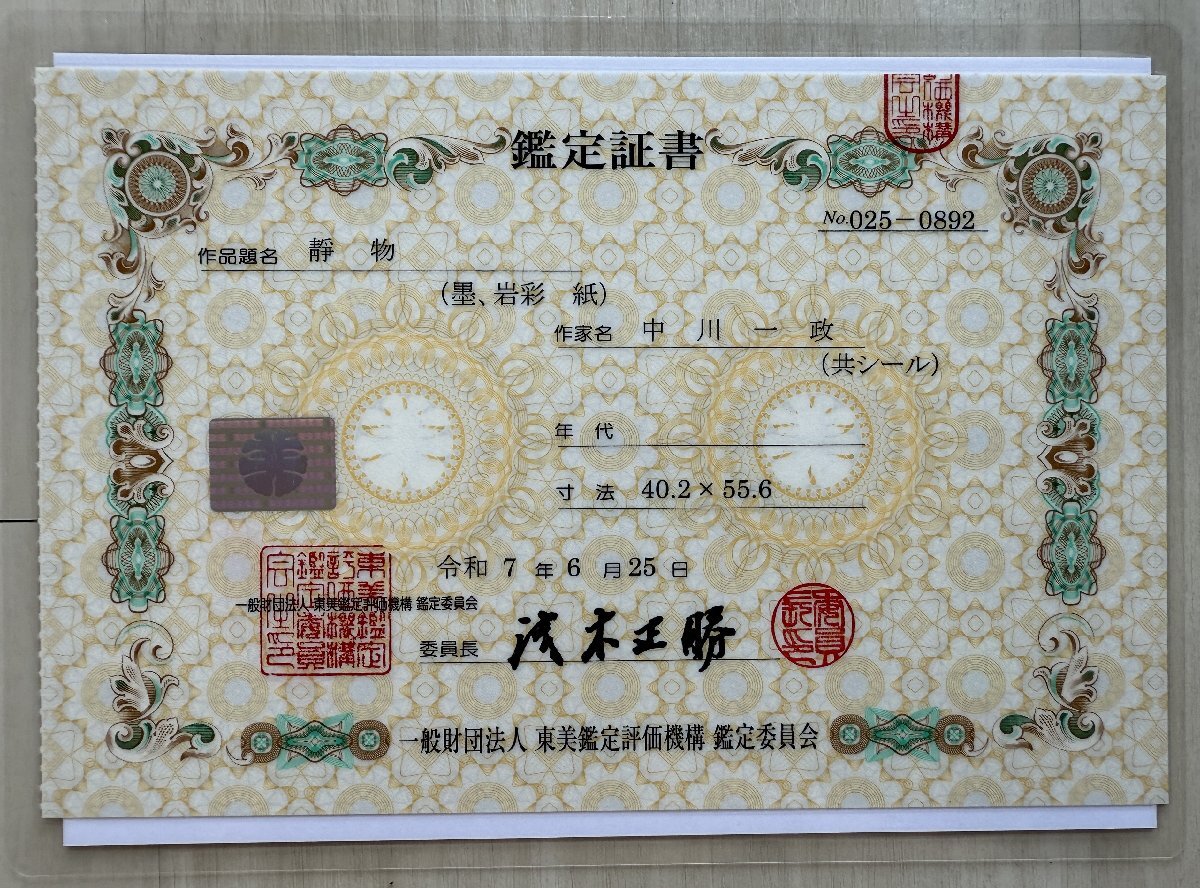 鑑定証書
No.025－0892
作品題名 靜物
(墨、岩彩 紙)
作家名 中川一政
(共シール)
年代
寸法 40.2×55.6
令和7年6月25日
一般財団法人 東美鑑定評価機構 鑑定委員会
委員長
一般財団法人 東美鑑定評価機構 鑑定委員会